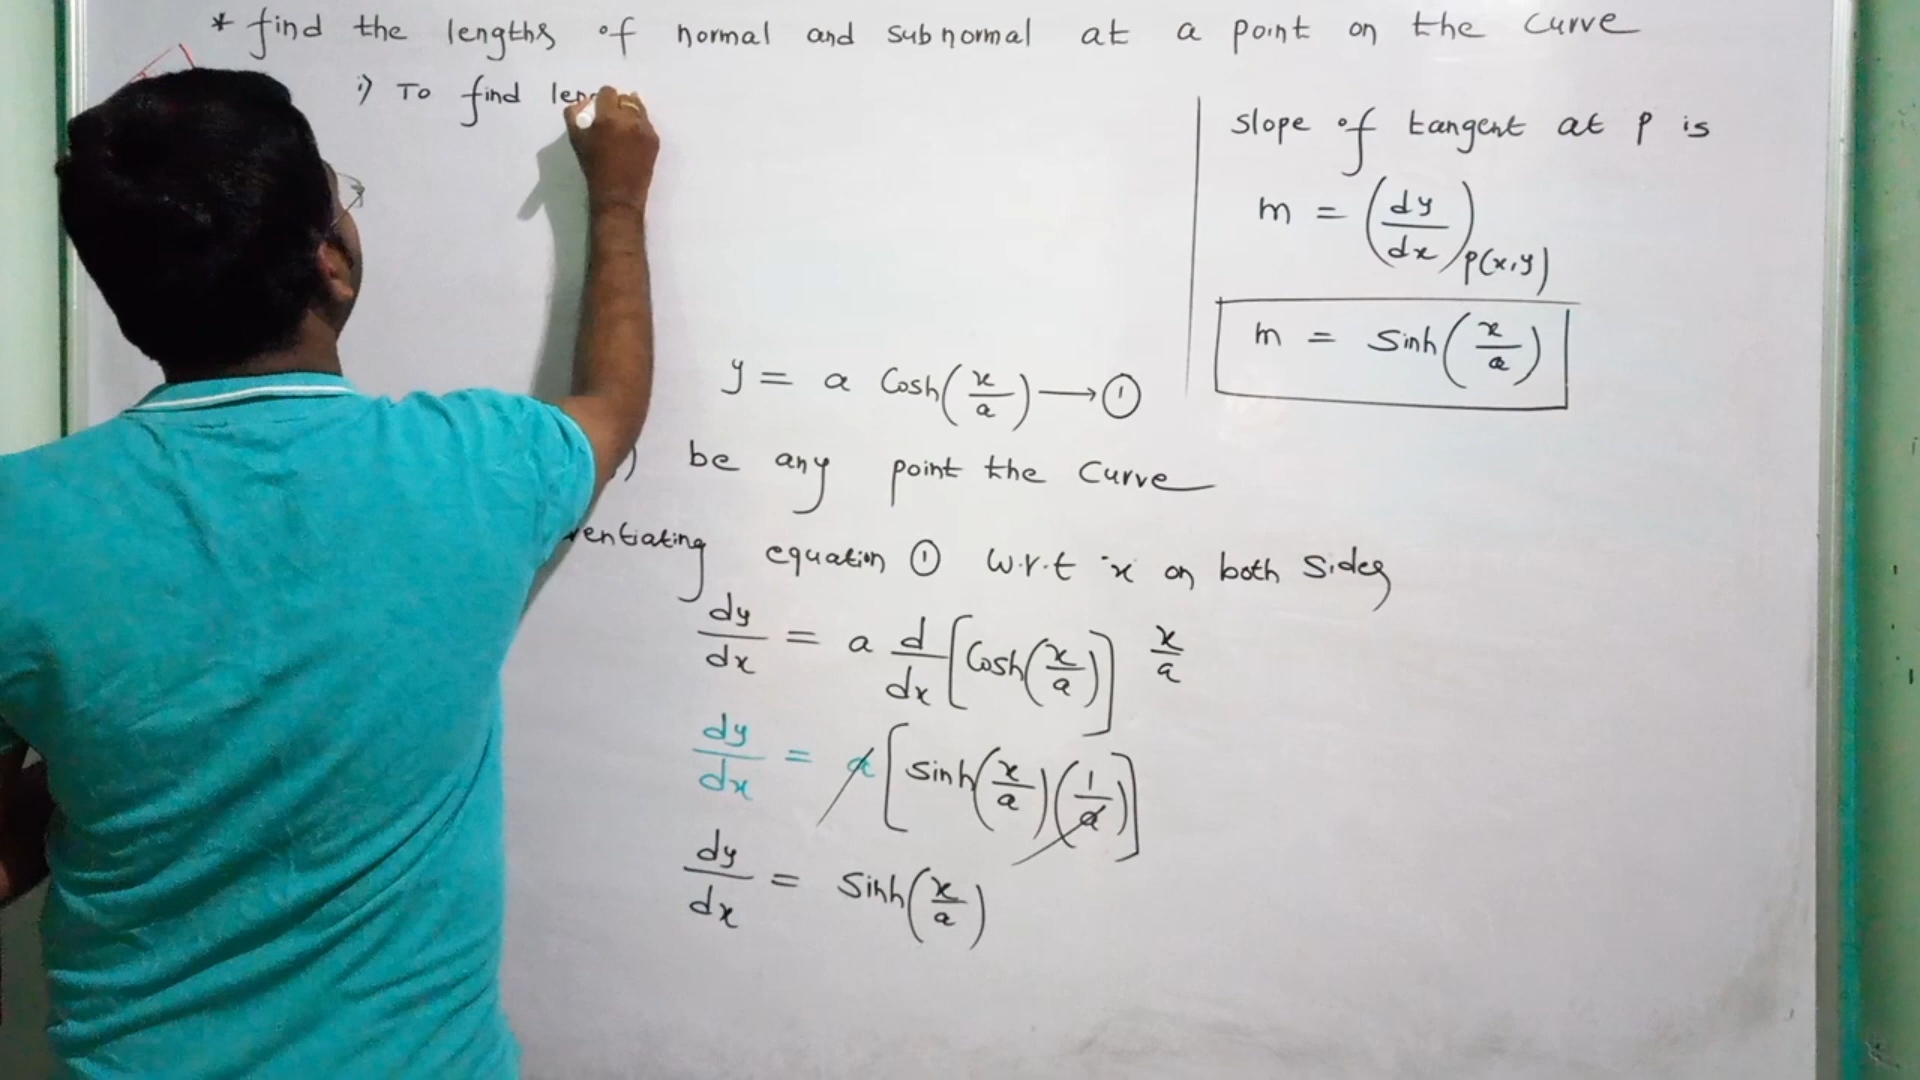 * find the lengths of normal and subnormal at a point on the curve
i) To find
y = a Cosh(x/a) → ①
be any point the Curve
equation ① w.r.t 'x on both Sides
dy/dx = a d/dx [Cosh(x/a)] x/a
dy/dx = a [Sinh(x/a)(1/a)]
dy/dx = Sinh(x/a)
Slope of tangent at P is
m = (dy/dx)P(x,y)
m = Sinh(x/a)